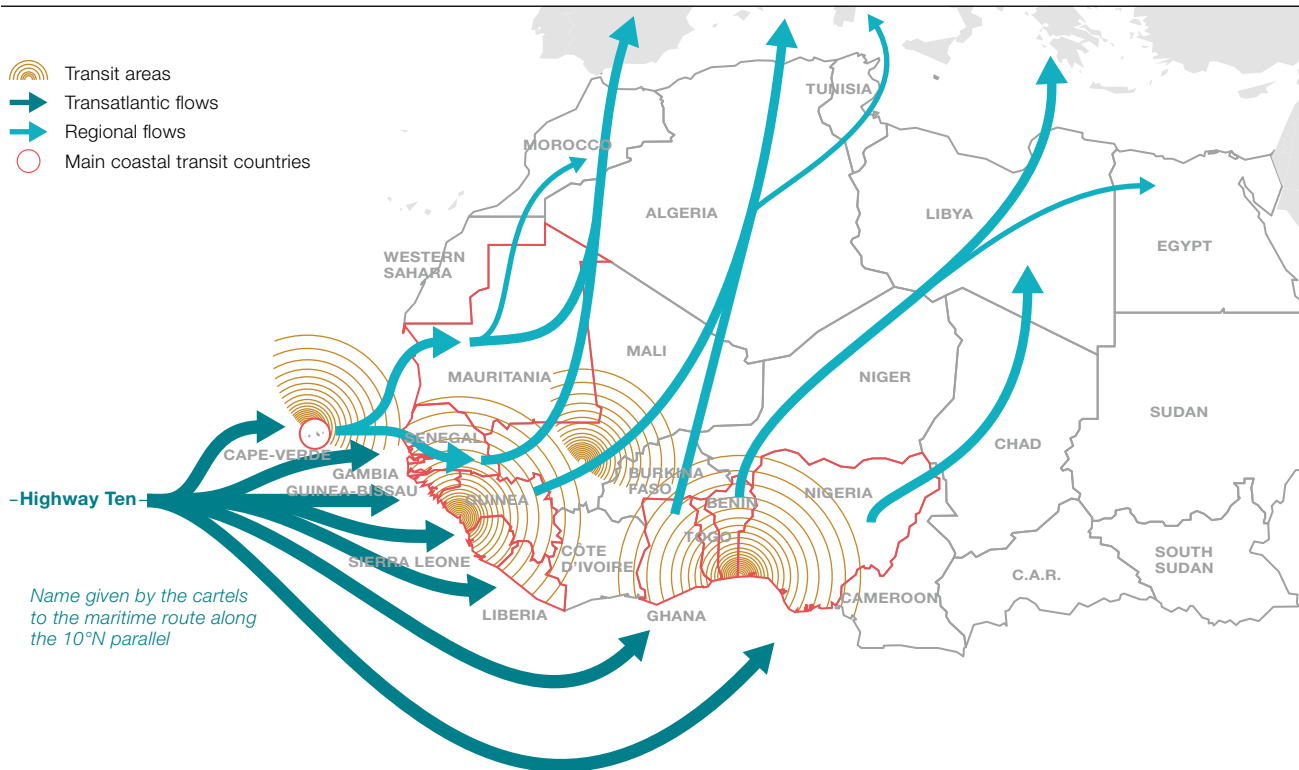 Transit areas
Transatlantic flows
Regional flows
Main coastal transit countries
TUNISIA
MOROCCO
ALGERIA
LIBYA
EGYPT
WESTERN
SAHARA
MALI
MAURITANIA
NIGER
SUDAN
CHAD
SENEGAL
CAPE-VERDE
GAMBIA
GUINEA-BISSAU
GUINEA
BURKINA
FASO
BENIN
NIGERIA
Highway Ten
TOGO
SIERRA LEONE
CÔTE
D'IVOIRE
SOUTH
SUDAN
C.A.R.
CAMEROON
LIBERIA
GHANA
Name given by the cartels
to the maritime route along
the 10°N parallel